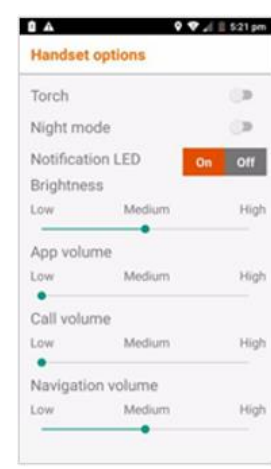 5:21 pm
Handset options
Torch
Night mode
Notification LED On Off
Brightness
Low Medium High
App volume
Low Medium High
Call volume
Low Medium High
Navigation volume
Low Medium High